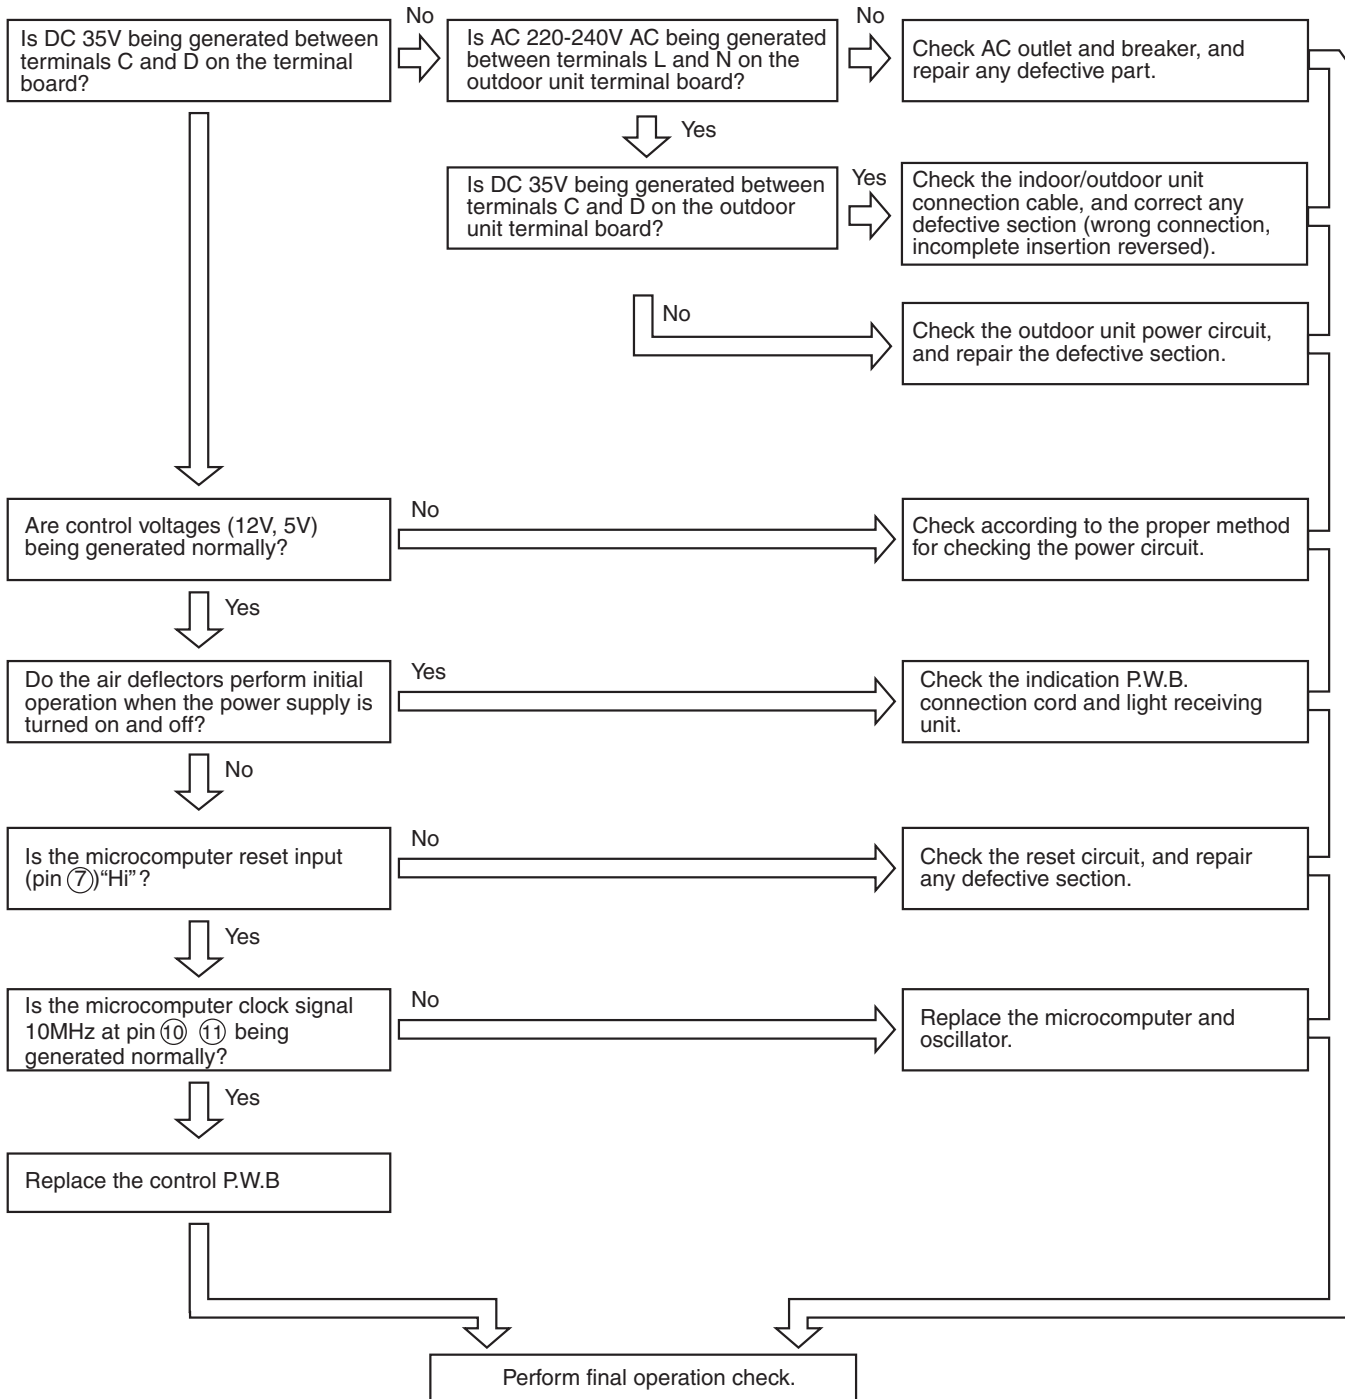 Is DC 35V being generated between
terminals C and D on the terminal
board?
No
Is AC 220-240V AC being generated
between terminals L and N on the
outdoor unit terminal board?
No
Check AC outlet and breaker, and
repair any defective part.
Yes
Is DC 35V being generated between
terminals C and D on the outdoor
unit terminal board?
Yes
Check the indoor/outdoor unit
connection cable, and correct any
defective section (wrong connection,
incomplete insertion reversed).
No
Check the outdoor unit power circuit,
and repair the defective section.
Are control voltages (12V, 5V)
being generated normally?
No
Check according to the proper method
for checking the power circuit.
Yes
Do the air deflectors perform initial
operation when the power supply is
turned on and off?
Yes
Check the indication P.W.B.
connection cord and light receiving
unit.
No
Is the microcomputer reset input
(pin ⑦)“Hi”?
No
Check the reset circuit, and repair
any defective section.
Yes
Is the microcomputer clock signal
10MHz at pin ⑩ ⑪ being
generated normally?
No
Replace the microcomputer and
oscillator.
Yes
Replace the control P.W.B
Perform final operation check.